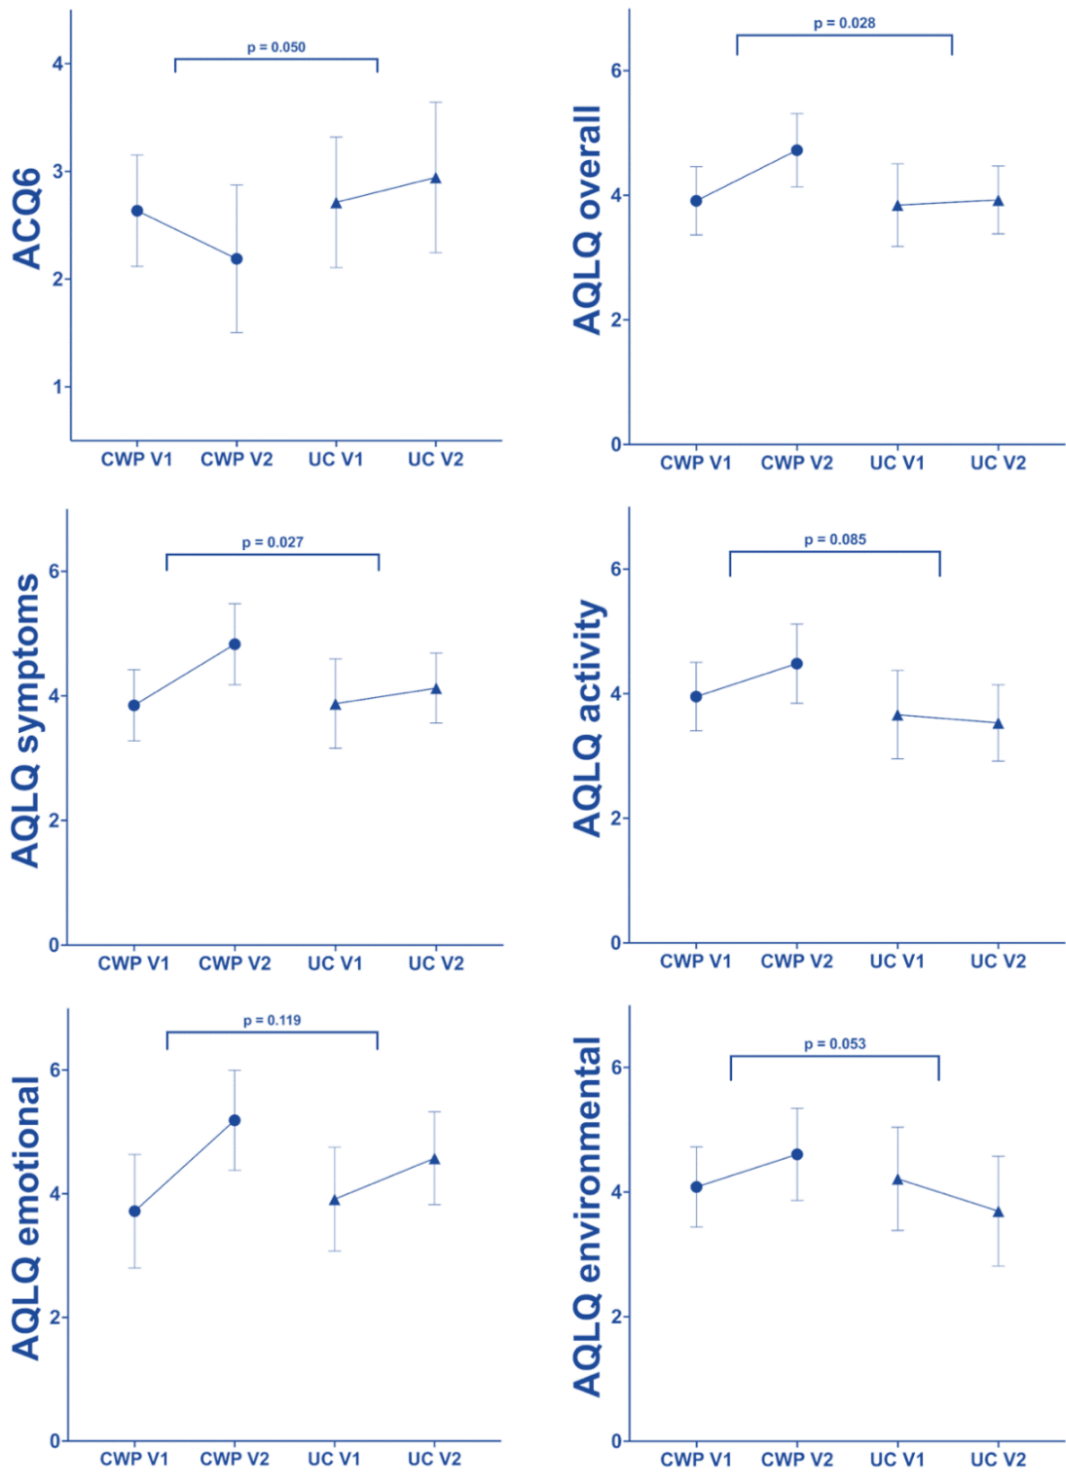 ACQ6
p = 0.050
4
3
2
1
CWP V1 CWP V2 UC V1 UC V2
AQLQ overall
p = 0.028
6
4
2
0
CWP V1 CWP V2 UC V1 UC V2
AQLQ symptoms
p = 0.027
6
4
2
0
CWP V1 CWP V2 UC V1 UC V2
AQLQ activity
p = 0.085
6
4
2
0
CWP V1 CWP V2 UC V1 UC V2
AQLQ emotional
p = 0.119
6
4
2
0
CWP V1 CWP V2 UC V1 UC V2
AQLQ environmental
p = 0.053
6
4
2
0
CWP V1 CWP V2 UC V1 UC V2